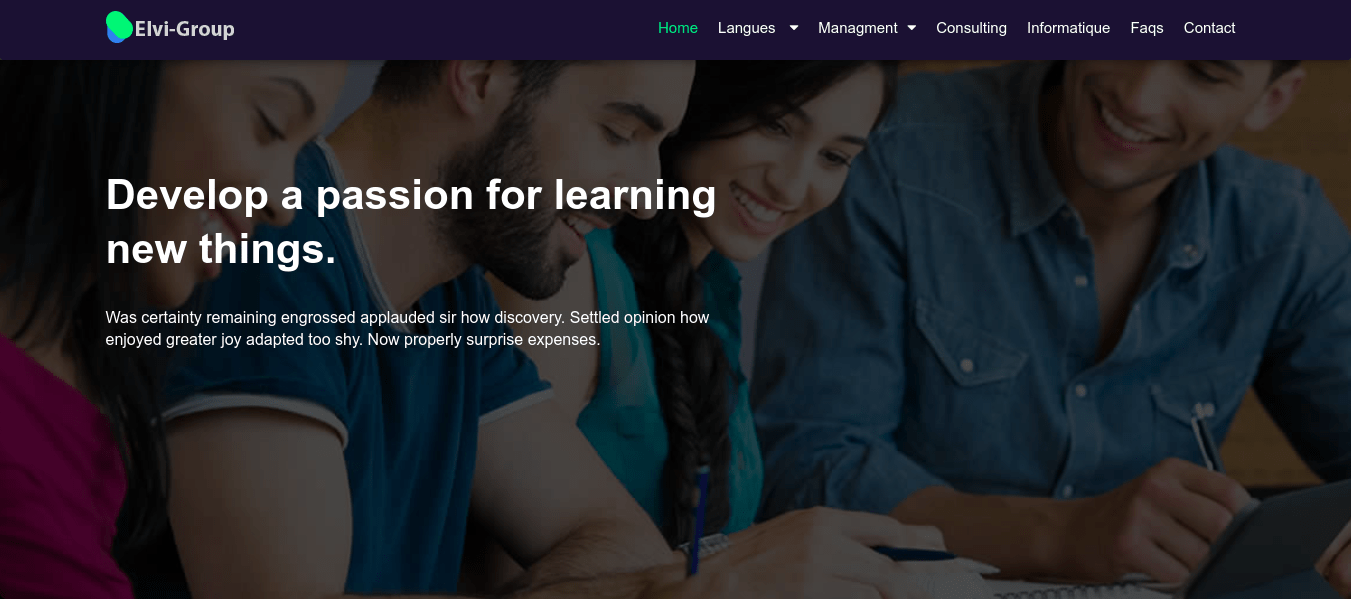 Elvi-Group
Home Langues Managment Consulting Informatique Faqs Contact
Develop a passion for learning
new things.
Was certainty remaining engrossed applauded sir how discovery. Settled opinion how
enjoyed greater joy adapted too shy. Now properly surprise expenses.